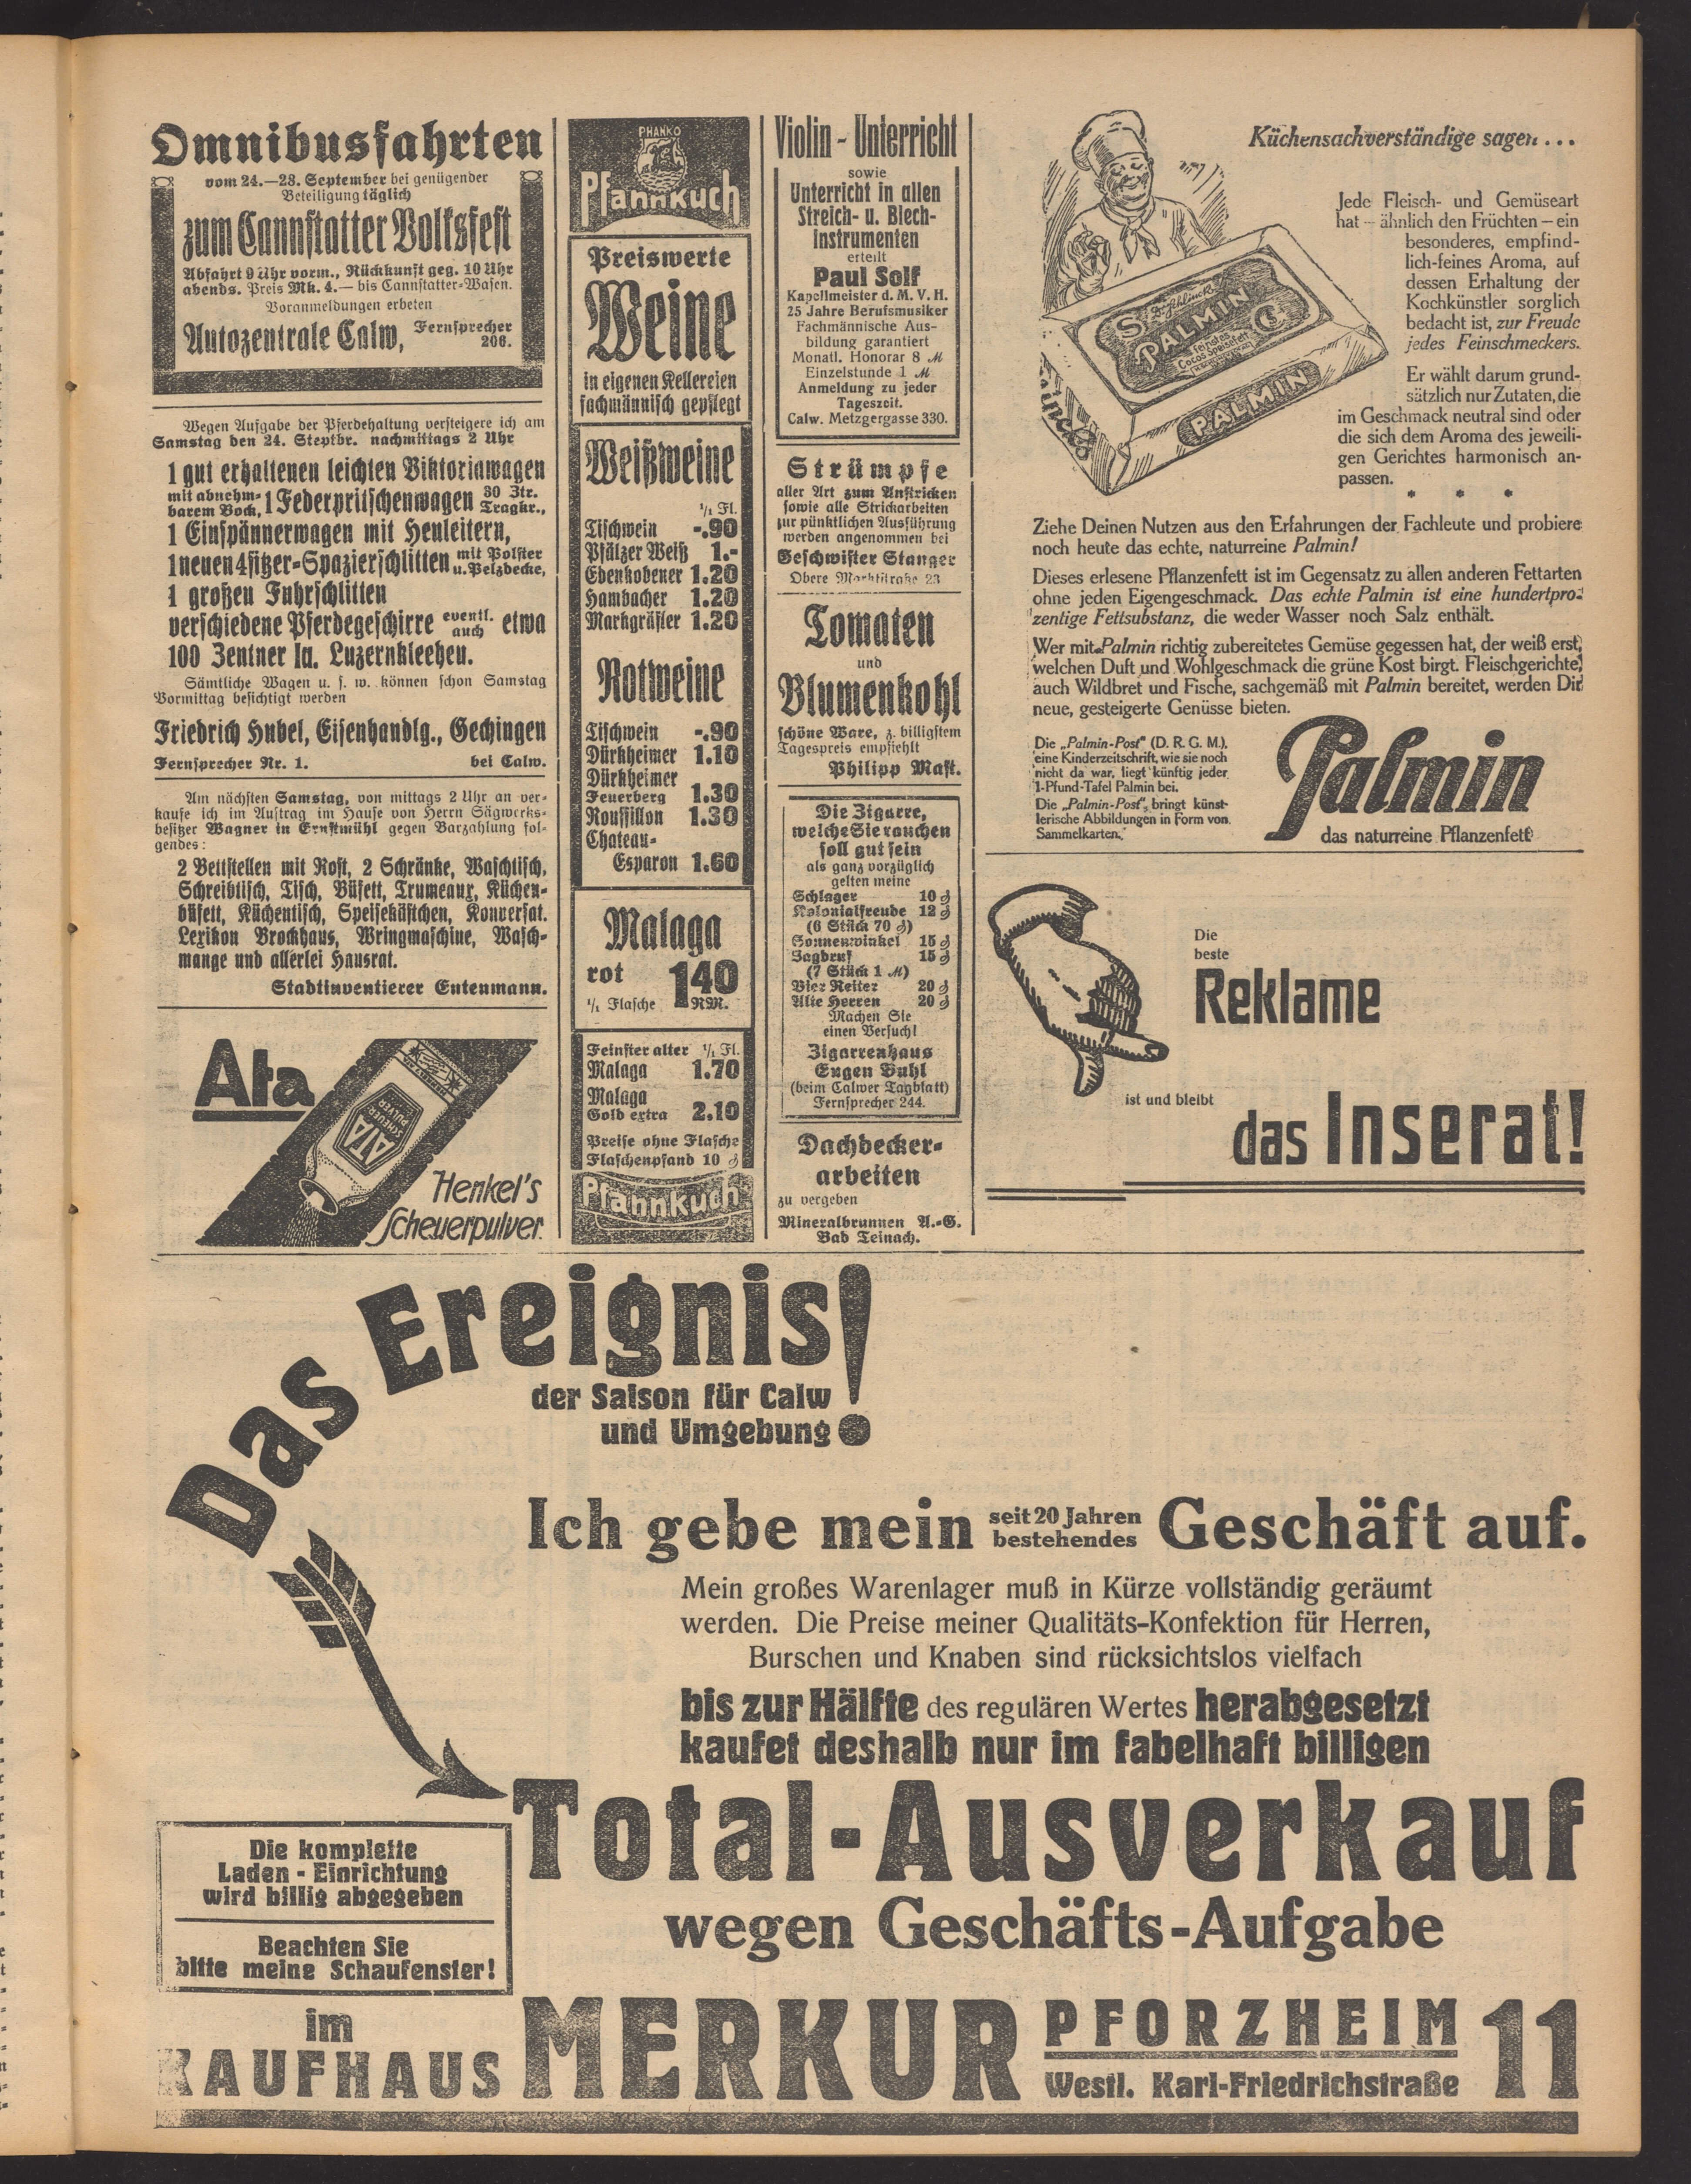 Omnibusfahrten
vom 24.—28. September bei genügender
Beteiligung täglich
zum Cannstatter Volksfest
Abfahrt 9 Uhr vorm., Rückkunft geg. 10 Uhr
abends. Preis Mk. 4.— bis Cannstatter-Wasen.
Voranmeldungen erbeten
Autozentrale Calw, Fernsprecher 206.
Wegen Aufgabe der Pferdehaltung versteigere ich am
Samstag den 24. Steptbr. nachmittags 2 Uhr
1 gut erhaltenen leichten Viktoriawagen
mit abnehm- barem Bock, 1 Federpritschenwagen 30 Ztr. Tragkr.,
1 Einspännerwagen mit Heuleitern,
1 neuen 4sitzer-Spazierschlitten mit Polster u. Pelzdecke,
1 großen Fuhrschlitten
verschiedene Pferdegeschirre eventl. auch etwa
100 Zentner Ia. Luzernkleeheu.
Sämtliche Wagen u. s. w. können schon Samstag
Vormittag besichtigt werden
Friedrich Hubel, Eisenhandlg., Gechingen
Fernsprecher Nr. 1. bei Calw.
Am nächsten Samstag, von mittags 2 Uhr an ver-
kaufe ich im Auftrag im Hause von Herrn Sägwerks-
besitzer Wagner in Ernstmühl gegen Barzahlung fol-
gendes:
2 Bettstellen mit Rost, 2 Schränke, Waschtisch,
Schreibtisch, Tisch, Büfett, Trumeaux, Küchen-
büfett, Küchentisch, Speisekästchen, Konversat.
Lexikon Brockhaus, Wringmaschine, Wasch-
mange und allerlei Hausrat.
Stadtinventierer Eutenmann.
Ata
ATA
SCHEUER
PULVER
Henkel's
Scheuerpulver.
PHANKO
Pfannkuch
Preiswerte
Weine
in eigenen Kellereien
fachmännisch gepflegt
Weißweine
1/1 Fl.
Tischwein -.90
Pfälzer Weiß 1.-
Edenkobener 1.20
Hambacher 1.20
Markgräfler 1.20
Rotweine
Tischwein -.90
Dürkheimer 1.10
Dürkheimer
Feuerberg 1.30
Roussillon 1.30
Chateau-
Esparon 1.60
Malaga
rot 140
1/1 Flasche RM.
Feinster alter 1/1 Fl.
Malaga 1.70
Malaga
Gold extra 2.10
Preise ohne Flasche
Flaschenpfand 10 ₰
Pfannkuch
Violin - Unterricht
sowie
Unterricht in allen
Streich- u. Blech-
Instrumenten
erteilt
Paul Solf
Kapellmeister d. M. V. H.
25 Jahre Berufsmusiker
Fachmännische Aus-
bildung garantiert
Monatl. Honorar 8 ℳ
Einzelstunde 1 ℳ
Anmeldung zu jeder
Tageszeit.
Calw. Metzgergasse 330.
Strümpfe
aller Art zum Anstricken
sowie alle Strickarbeiten
zur pünktlichen Ausführung
werden angenommen bei
Geschwister Stanger
Obere Marktstraße 23
Tomaten
und
Blumenkohl
schöne Ware, z. billigstem
Tagespreis empfiehlt
Philipp Mast.
Die Zigarre,
welche Sie rauchen
soll gut sein
als ganz vorzüglich
gelten meine
Schlager 10 ₰
Kolonialfreude 12 ₰
(6 Stück 70 ₰)
Sonnenwinkel 15 ₰
Jagdruf 15 ₰
(7 Stück 1 ℳ)
Vier Reiter 20 ₰
Alte Herren 20 ₰
Machen Sie
einen Versuch!
Zigarrenhaus
Eugen Buhl
(beim Calwer Tagblatt)
Fernsprecher 244.
Dachdecker-
arbeiten
zu vergeben
Mineralbrunnen A.-G.
Bad Teinach.
Küchensachverständige sagen . . .
PALMIN
PALMIN
Jede Fleisch- und Gemüseart
hat — ähnlich den Früchten — ein
besonderes, empfind-
lich-feines Aroma, auf
dessen Erhaltung der
Kochkünstler sorglich
bedacht ist, zur Freude
jedes Feinschmeckers.
Er wählt darum grund-
sätzlich nur Zutaten, die
im Geschmack neutral sind oder
die sich dem Aroma des jeweili-
gen Gerichtes harmonisch an-
passen.
* * *
Ziehe Deinen Nutzen aus den Erfahrungen der Fachleute und probiere
noch heute das echte, naturreine Palmin!
Dieses erlesene Pflanzenfett ist im Gegensatz zu allen anderen Fettarten
ohne jeden Eigengeschmack. Das echte Palmin ist eine hundertpro-
zentige Fettsubstanz, die weder Wasser noch Salz enthält.
Wer mit Palmin richtig zubereitetes Gemüse gegessen hat, der weiß erst,
welchen Duft und Wohlgeschmack die grüne Kost birgt. Fleischgerichte,
auch Wildbret und Fische, sachgemäß mit Palmin bereitet, werden Dir
neue, gesteigerte Genüsse bieten.
Die „Palmin-Post“ (D. R. G. M.),
eine Kinderzeitschrift, wie sie noch
nicht da war, liegt künftig jeder
1-Pfund-Tafel Palmin bei.
Die „Palmin-Post“, bringt künst-
lerische Abbildungen in Form von
Sammelkarten.
Palmin
das naturreine Pflanzenfett
Die
beste
Reklame
ist und bleibt
das Inserat!
Das Ereignis!
der Saison für Calw
und Umgebung
Ich gebe mein seit 20 Jahren bestehendes Geschäft auf.
Mein großes Warenlager muß in Kürze vollständig geräumt
werden. Die Preise meiner Qualitäts-Konfektion für Herren,
Burschen und Knaben sind rücksichtslos vielfach
bis zur Hälfte des regulären Wertes herabgesetzt
kaufet deshalb nur im fabelhaft billigen
Total-Ausverkauf
wegen Geschäfts-Aufgabe
Die komplette
Laden - Einrichtung
wird billig abgegeben
Beachten Sie
bitte meine Schaufenster!
im
KAUFHAUS MERKUR PFORZHEIM 11
Westl. Karl-Friedrichstraße